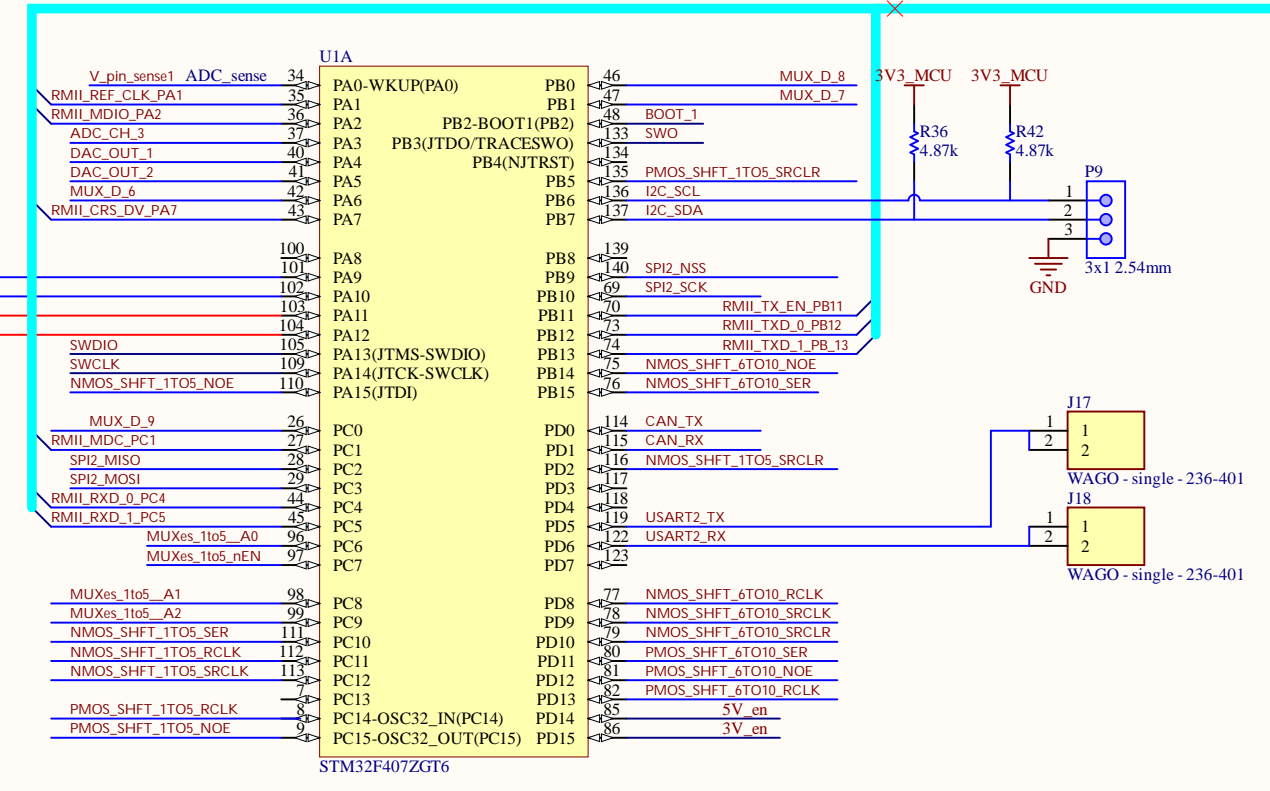 U1A
V_pin_sense1 ADC_sense 34 PA0-WKUP(PA0) PB0 46 MUX_D_8 3V3_MCU 3V3_MCU
RMII_REF_CLK_PA1 35 PA1 PB1 47 MUX_D_7
RMII_MDIO_PA2 36 PA2 PB2-BOOT1(PB2) 48 BOOT_1
ADC_CH_3 37 PA3 PB3(JTDO/TRACESWO) 133 SWO R36 R42
DAC_OUT_1 40 PA4 PB4(NJTRST) 134 4.87k 4.87k
DAC_OUT_2 41 PA5 PB5 135 PMOS_SHFT_1TO5_SRCLR P9
MUX_D_6 42 PA6 PB6 136 I2C_SCL 1
RMII_CRS_DV_PA7 43 PA7 PB7 137 I2C_SDA 2
3
100 PA8 PB8 139
101 PA9 PB9 140 SPI2_NSS 3x1 2.54mm
102 PA10 PB10 69 SPI2_SCK GND
103 PA11 PB11 70 RMII_TX_EN_PB11
104 PA12 PB12 73 RMII_TXD_0_PB12
SWDIO 105 PA13(JTMS-SWDIO) PB13 74 RMII_TXD_1_PB_13
SWCLK 109 PA14(JTCK-SWCLK) PB14 75 NMOS_SHFT_6TO10_NOE
NMOS_SHFT_1TO5_NOE 110 PA15(JTDI) PB15 76 NMOS_SHFT_6TO10_SER
J17
MUX_D_9 26 PC0 PD0 114 CAN_TX 1 1
RMII_MDC_PC1 27 PC1 PD1 115 CAN_RX 2 2
SPI2_MISO 28 PC2 PD2 116 NMOS_SHFT_1TO5_SRCLR
SPI2_MOSI 29 PC3 PD3 117 WAGO - single - 236-401
RMII_RXD_0_PC4 44 PC4 PD4 118 J18
RMII_RXD_1_PC5 45 PC5 PD5 119 USART2_TX 1 1
MUXes_1to5__A0 96 PC6 PD6 122 USART2_RX 2 2
MUXes_1to5_nEN 97 PC7 PD7 123
WAGO - single - 236-401
MUXes_1to5__A1 98 PC8 PD8 77 NMOS_SHFT_6TO10_RCLK
MUXes_1to5__A2 99 PC9 PD9 78 NMOS_SHFT_6TO10_SRCLK
NMOS_SHFT_1TO5_SER 111 PC10 PD10 79 NMOS_SHFT_6TO10_SRCLR
NMOS_SHFT_1TO5_RCLK 112 PC11 PD11 80 PMOS_SHFT_6TO10_SER
NMOS_SHFT_1TO5_SRCLK 113 PC12 PD12 81 PMOS_SHFT_6TO10_NOE
7 PC13 PD13 82 PMOS_SHFT_6TO10_RCLK
PMOS_SHFT_1TO5_RCLK 8 PC14-OSC32_IN(PC14) PD14 85 5V_en
PMOS_SHFT_1TO5_NOE 9 PC15-OSC32_OUT(PC15) PD15 86 3V_en
STM32F407ZGT6